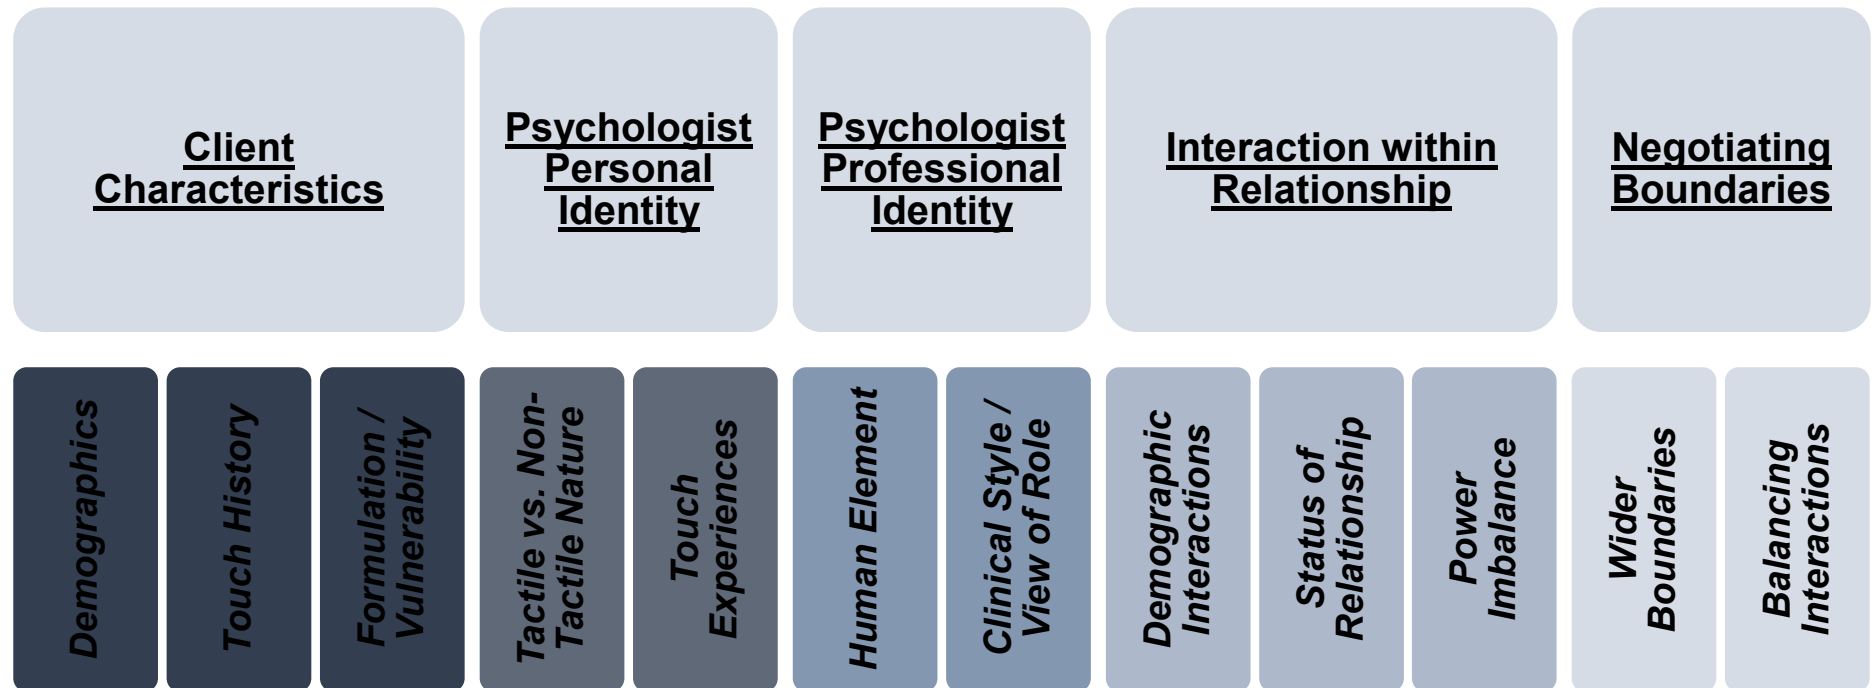 Client
Characteristics
Psychologist
Personal
Identity
Psychologist
Professional
Identity
Interaction within
Relationship
Negotiating
Boundaries
Demographics
Touch History
Formulation /
Vulnerability
Tactile vs. Non-
Tactile Nature
Touch
Experiences
Human Element
Clinical Style /
View of Role
Demographic
Interactions
Status of
Relationship
Power
Imbalance
Wider
Boundaries
Balancing
Interactions